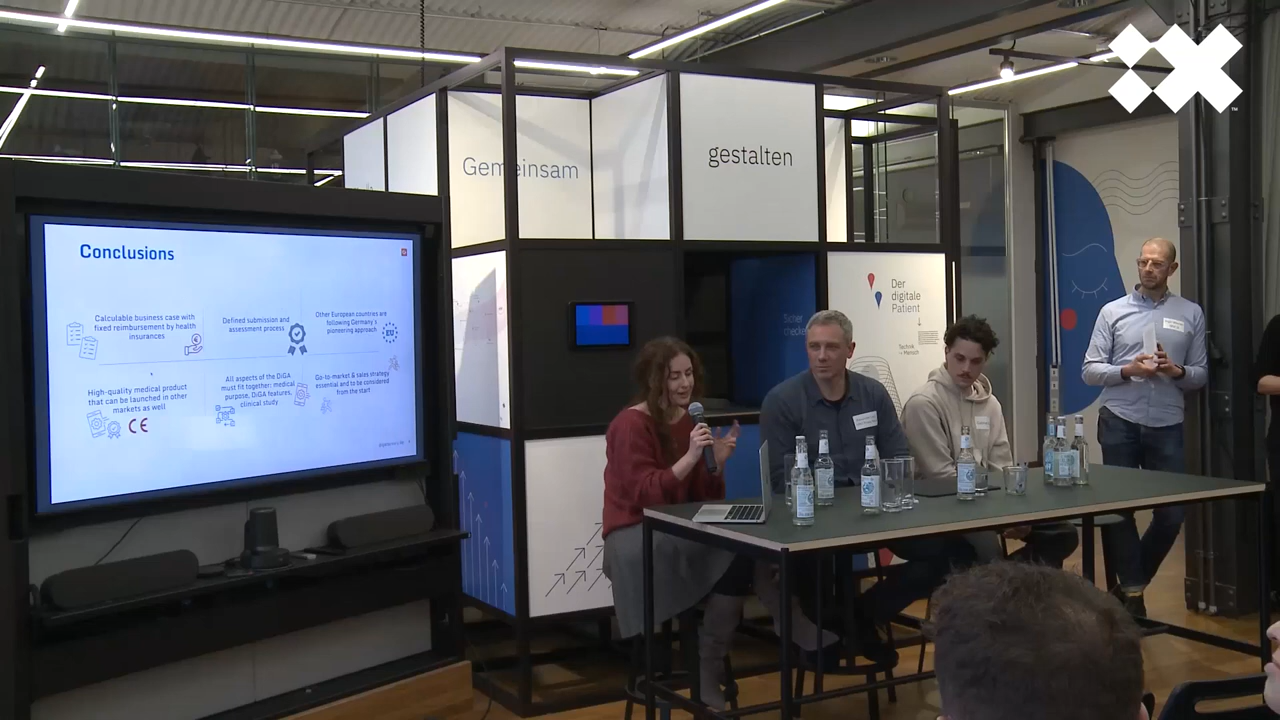 Gemeinsam
gestalten
Conclusions
Calculable business case with
fixed reimbursement by health
insurances
Defined submission and
assessment process
Other European countries are
following Germany's
pioneering approach
High-quality medical product
that can be launched in other
markets as well
CE
All aspects of the DiGA
must fit together: medical
purpose, DiGA features,
clinical study
Go-to-market & sales strategy
essential and to be considered
from the start
Der
digitale
Patient
Technik
Mensch
Sicher